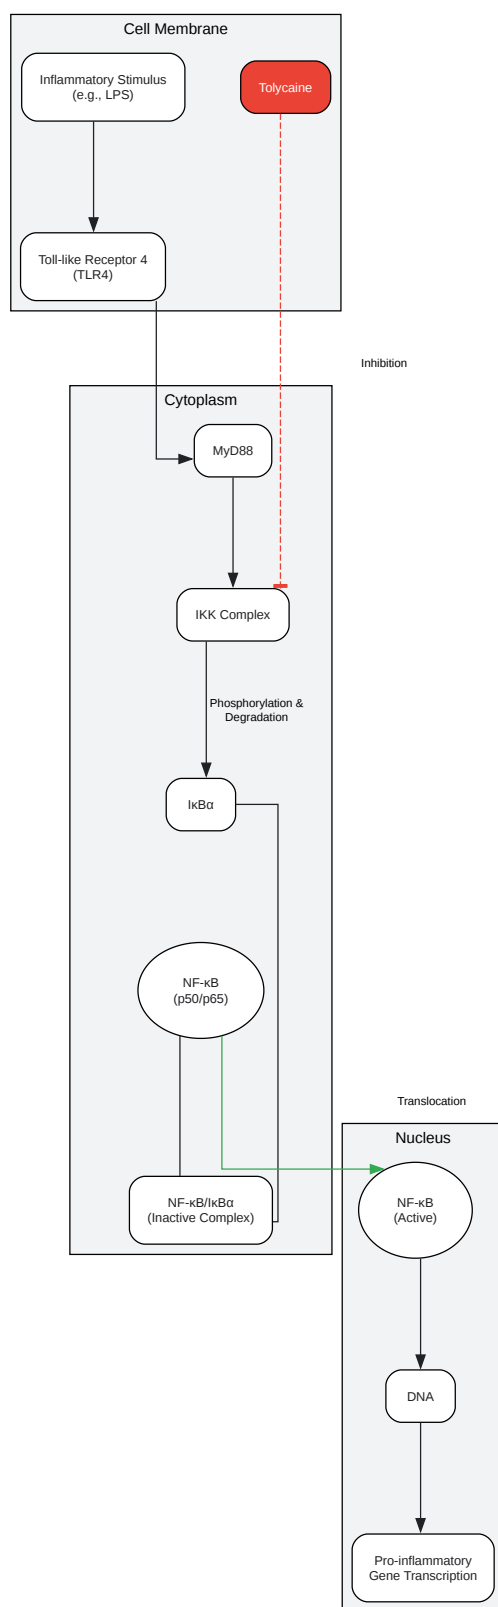 Cell Membrane
Inflammatory Stimulus
(e.g., LPS)
Tolycaine
Toll-like Receptor 4
(TLR4)
Inhibition
Cytoplasm
MyD88
IKK Complex
Phosphorylation &
Degradation
IκBα
NF-κB
(p50/p65)
Translocation
Nucleus
NF-κB/IκBα
(Inactive Complex)
NF-κB
(Active)
DNA
Pro-inflammatory
Gene Transcription